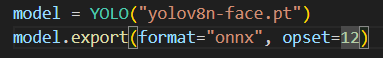 model = YOLO("yolov8n-face.pt")
model.export(format="onnx", opset=12)